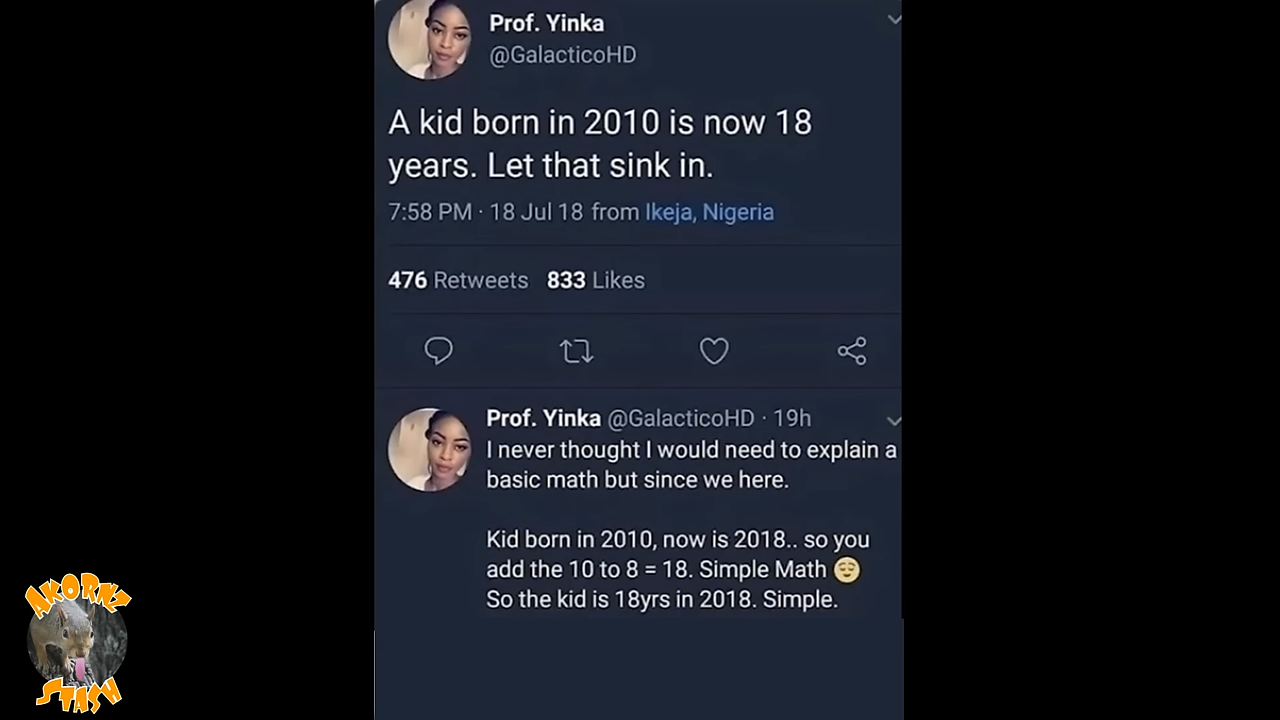 Prof. Yinka
@GalacticoHD
A kid born in 2010 is now 18
years. Let that sink in.
7:58 PM · 18 Jul 18 from Ikeja, Nigeria
476 Retweets 833 Likes
Prof. Yinka @GalacticoHD · 19h
I never thought I would need to explain a
basic math but since we here.
Kid born in 2010, now is 2018.. so you
add the 10 to 8 = 18. Simple Math 😌
So the kid is 18yrs in 2018. Simple.
AKORNZ
STASH